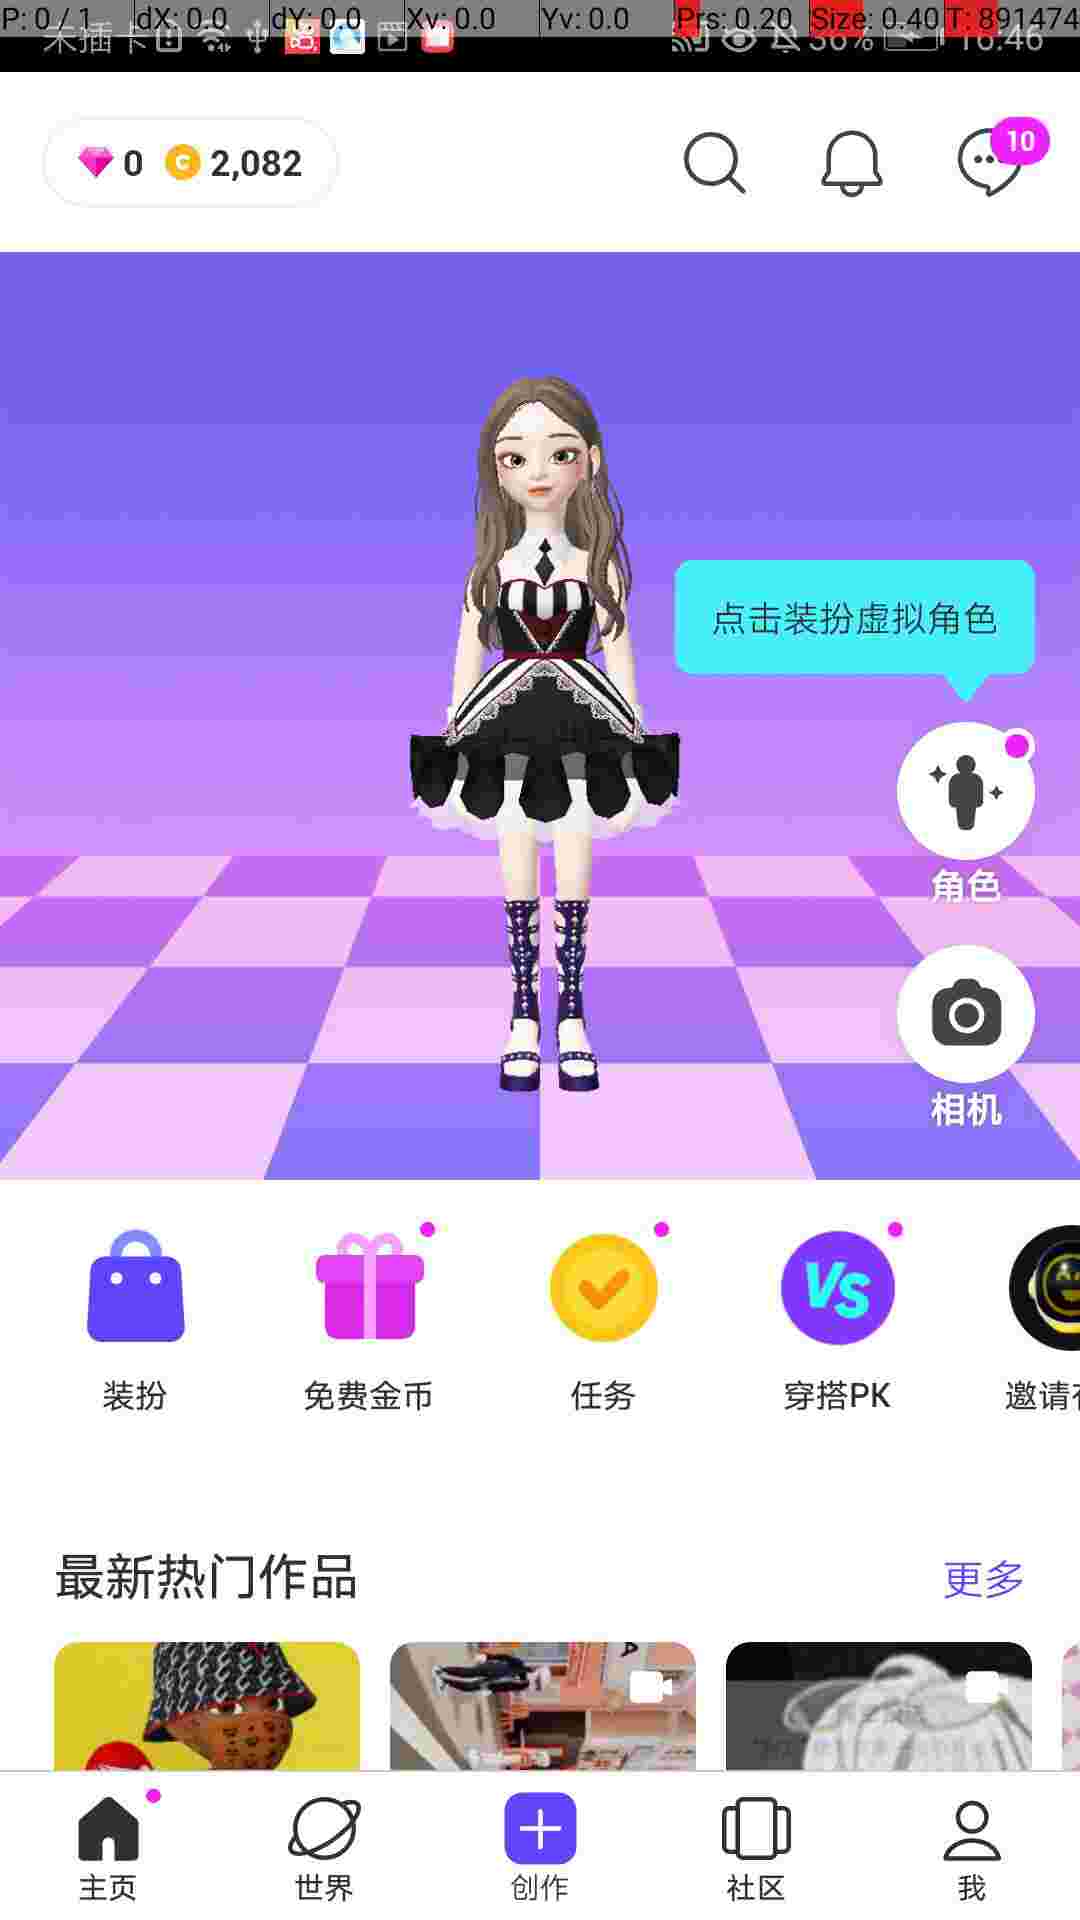 P: 0 / 1 dX: 0.0 dY: 0.0 Xv: 0.0 Yv: 0.0 Prs: 0.20 Size: 0.40 T: 891474
未插卡 36% 16:46
0 2,082 10
点击装扮虚拟角色
角色
相机
VS
装扮 免费金币 任务 穿搭PK 邀请
最新热门作品 更多
主页 世界 创作 社区 我